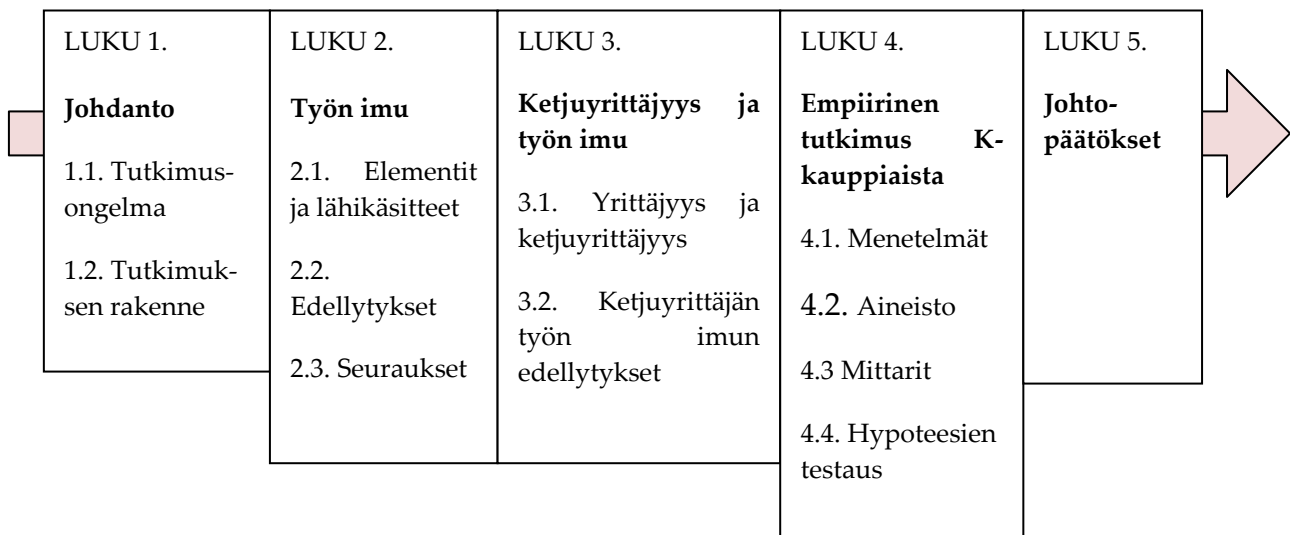 LUKU 1.
Johdanto
1.1. Tutkimus-
ongelma
1.2. Tutkimuk-
sen rakenne
LUKU 2.
Työn imu
2.1. Elementit
ja lähikäsitteet
2.2.
Edellytykset
2.3. Seuraukset
LUKU 3.
Ketjuyrittäjyys ja
työn imu
3.1. Yrittäjyys ja
ketjuyrittäjyys
3.2. Ketjuyrittäjän
työn imun
edellytykset
LUKU 4.
Empiirinen
tutkimus K-
kauppiaista
4.1. Menetelmät
4.2. Aineisto
4.3 Mittarit
4.4. Hypoteesien
testaus
LUKU 5.
Johto-
päätökset